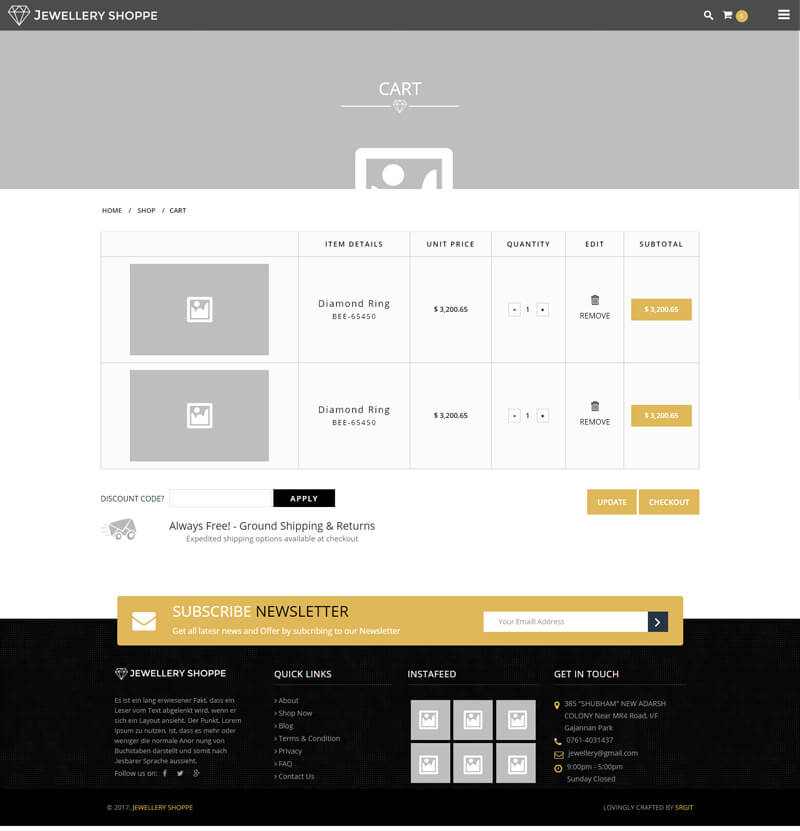 JEWELLERY SHOPPE
CART
HOME / SHOP / CART
ITEM DETAILS UNIT PRICE QUANTITY EDIT SUBTOTAL
Diamond Ring
BEE-65450
$ 3,200.65
- 1 +
REMOVE
$ 3,200.65
Diamond Ring
BEE-65450
$ 3,200.65
- 1 +
REMOVE
$ 3,200.65
DISCOUNT CODE? APPLY
UPDATE CHECKOUT
Always Free! - Ground Shipping & Returns
Expedited shipping options available at checkout
SUBSCRIBE NEWSLETTER
Get all latesr news and Offer by subcribing to our Newsletter
Your Emaill Address
JEWELLERY SHOPPE
Es ist ein lang erwiesener Fakt, dass ein
Leser vom Text abgelenkt wird, wenn er
sich ein Layout ansieht. Der Punkt, Lorem
Ipsum zu nutzen, ist, dass es mehr oder
weniger die normale Anor nung von
Buchstaben darstellt und somit nach
Jesbarer Sprache aussieht.
Follow us on:
QUICK LINKS
About
Shop Now
Blog
Terms & Condition
Privacy
FAQ
Contact Us
INSTAFEED
GET IN TOUCH
385 "SHUBHAM" NEW ADARSH
COLONY Near MR4 Road, I/F
Gajannan Park
0761-4031437
jewellery@gmail.com
9:00pm - 5:00pm
Sunday Closed
© 2017. JEWELLERY SHOPPE
LOVINGLY CRAFTED BY SRGIT